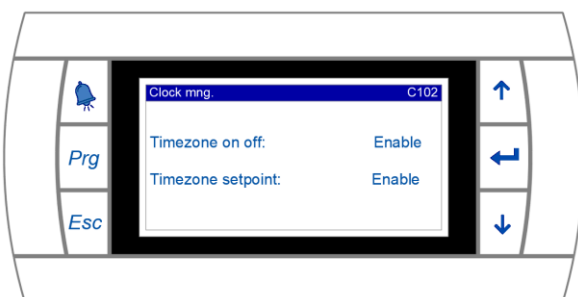 Clock mng. C102
Prg
Timezone on off: Enable
Timezone setpoint: Enable
Esc